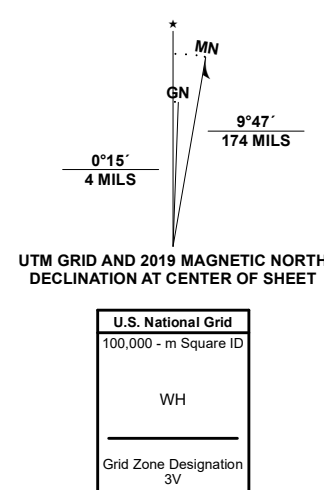 MN
GN
9°47´
174 MILS
0°15´
4 MILS
UTM GRID AND 2019 MAGNETIC NORTH
DECLINATION AT CENTER OF SHEET
U.S. National Grid
100,000 - m Square ID
WH
Grid Zone Designation
3V